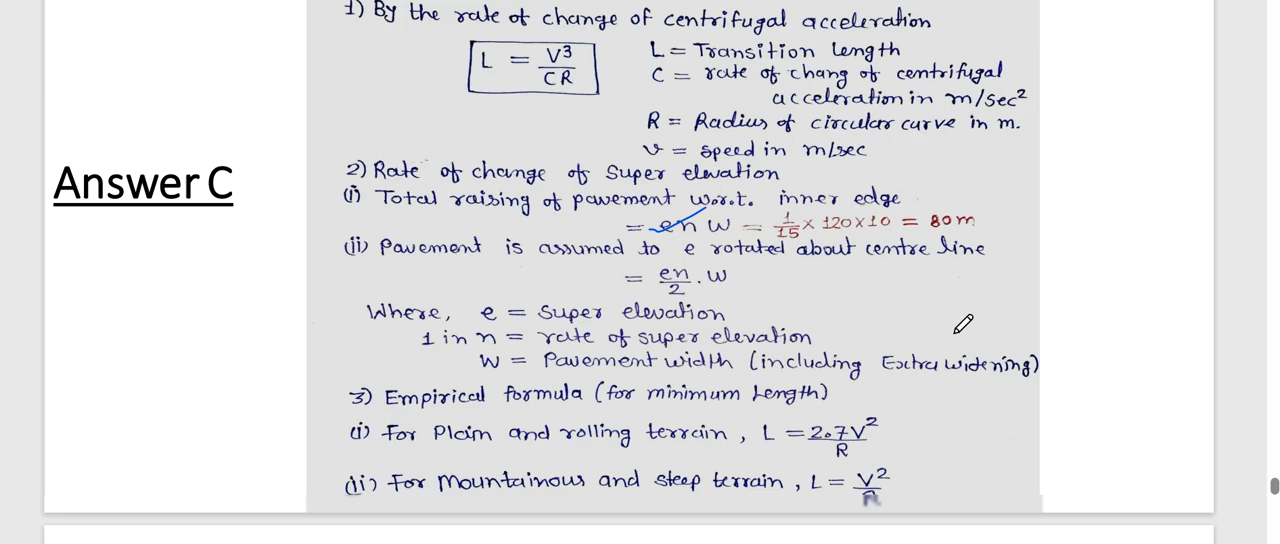 1) By the rate of change of centrifugal acceleration
L = V³/CR
L = Transition length
C = rate of chang of centrifugal
acceleration in m/sec²
R = Radius of circular curve in m.
v = speed in m/sec
Answer C
2) Rate of change of Super elevation
(i) Total raising of pavement w.r.t. inner edge
= en W = 1/15 × 120 × 10 = 80m
(ii) Pavement is assumed to e rotated about centre line
= en/2 . W
Where, e = Super elevation
1 in n = rate of super elevation
W = Pavement width (including Extra widening)
3) Empirical formula (for minimum Length)
(i) For Plain and rolling terrain, L = 2.7V²/R
(ii) For Mountainous and steep terrain, L = V²/R